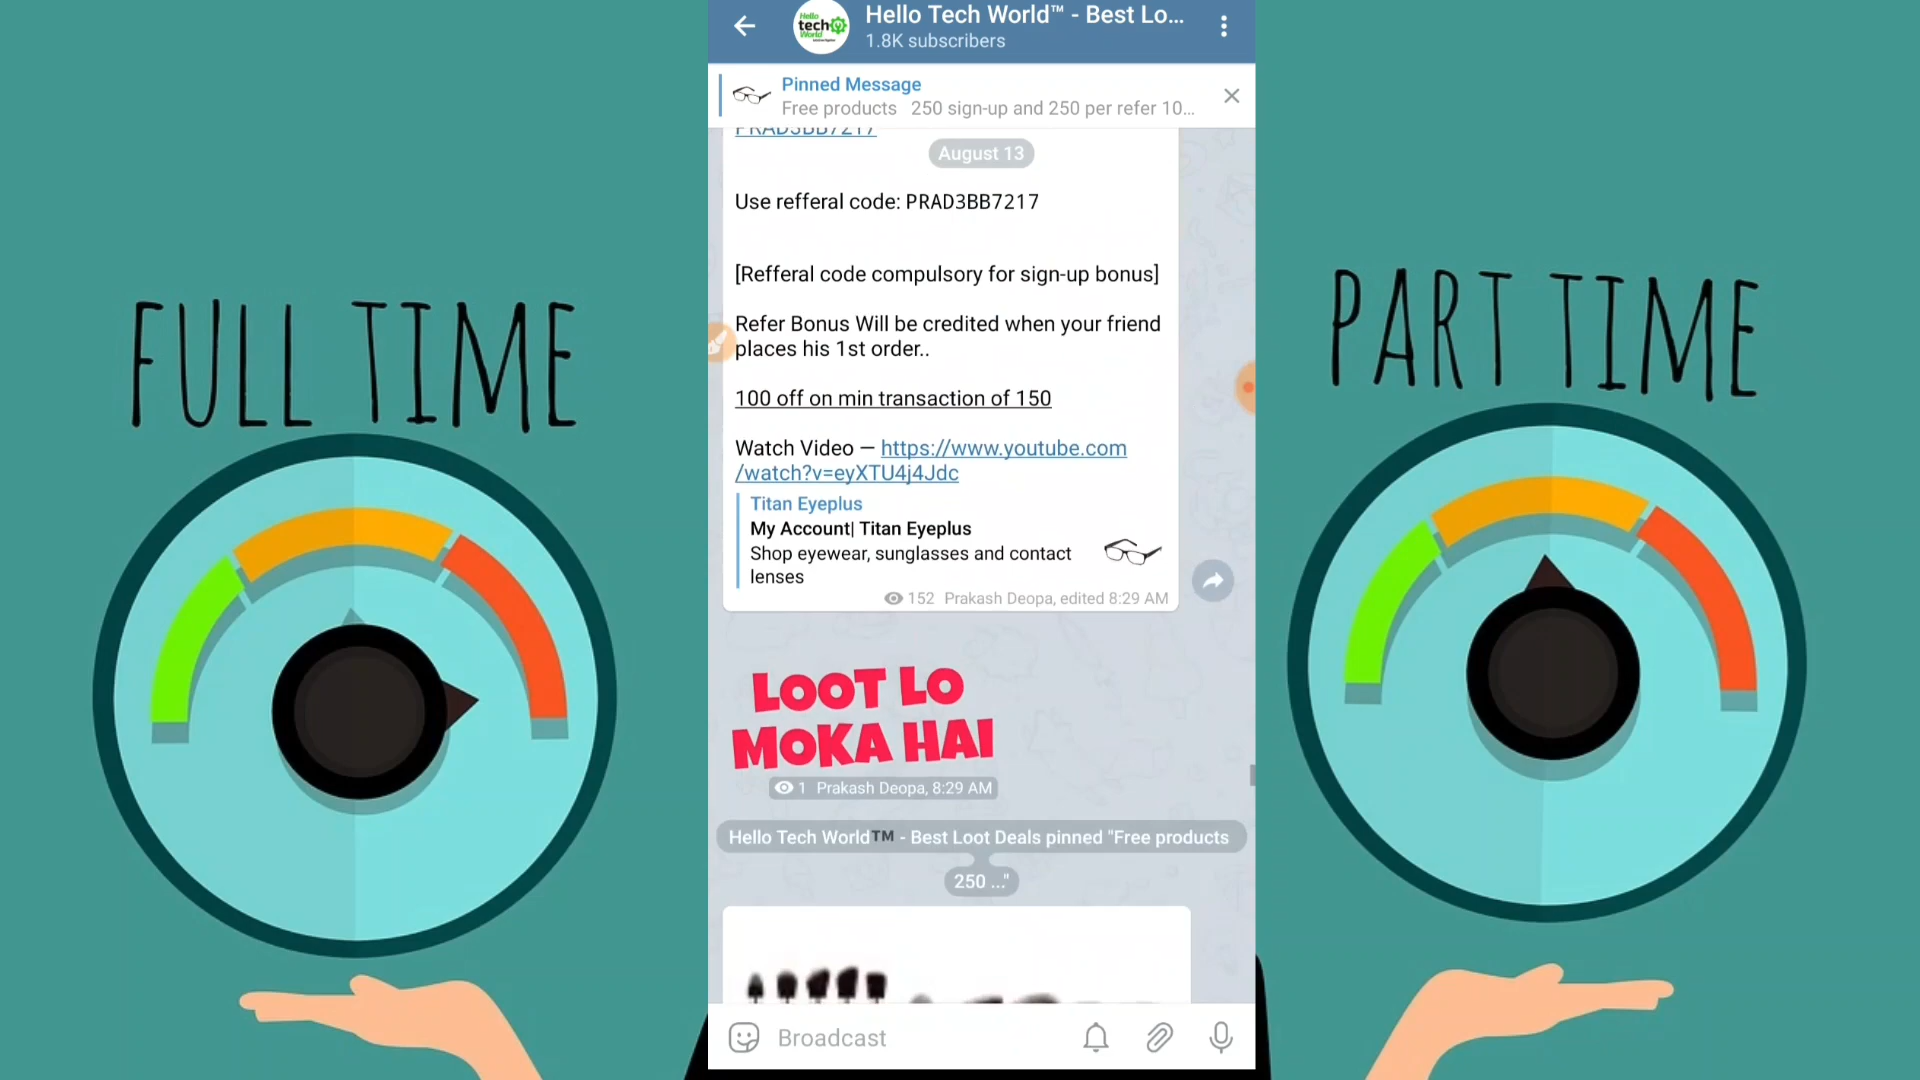 FULL TIME
PART TIME
Hello Tech World™ - Best Lo...
1.8K subscribers
Hello
tech
World
Pinned Message
Free products 250 sign-up and 250 per refer 10...
PRAD3BB7217
August 13
Use refferal code: PRAD3BB7217
[Refferal code compulsory for sign-up bonus]
Refer Bonus Will be credited when your friend
places his 1st order..
100 off on min transaction of 150
Watch Video — https://www.youtube.com
/watch?v=eyXTU4j4Jdc
Titan Eyeplus
My Account| Titan Eyeplus
Shop eyewear, sunglasses and contact
lenses
152 Prakash Deopa, edited 8:29 AM
LOOT LO
MOKA HAI
1 Prakash Deopa, 8:29 AM
Hello Tech World™ - Best Loot Deals pinned "Free products
250 ..."
Broadcast